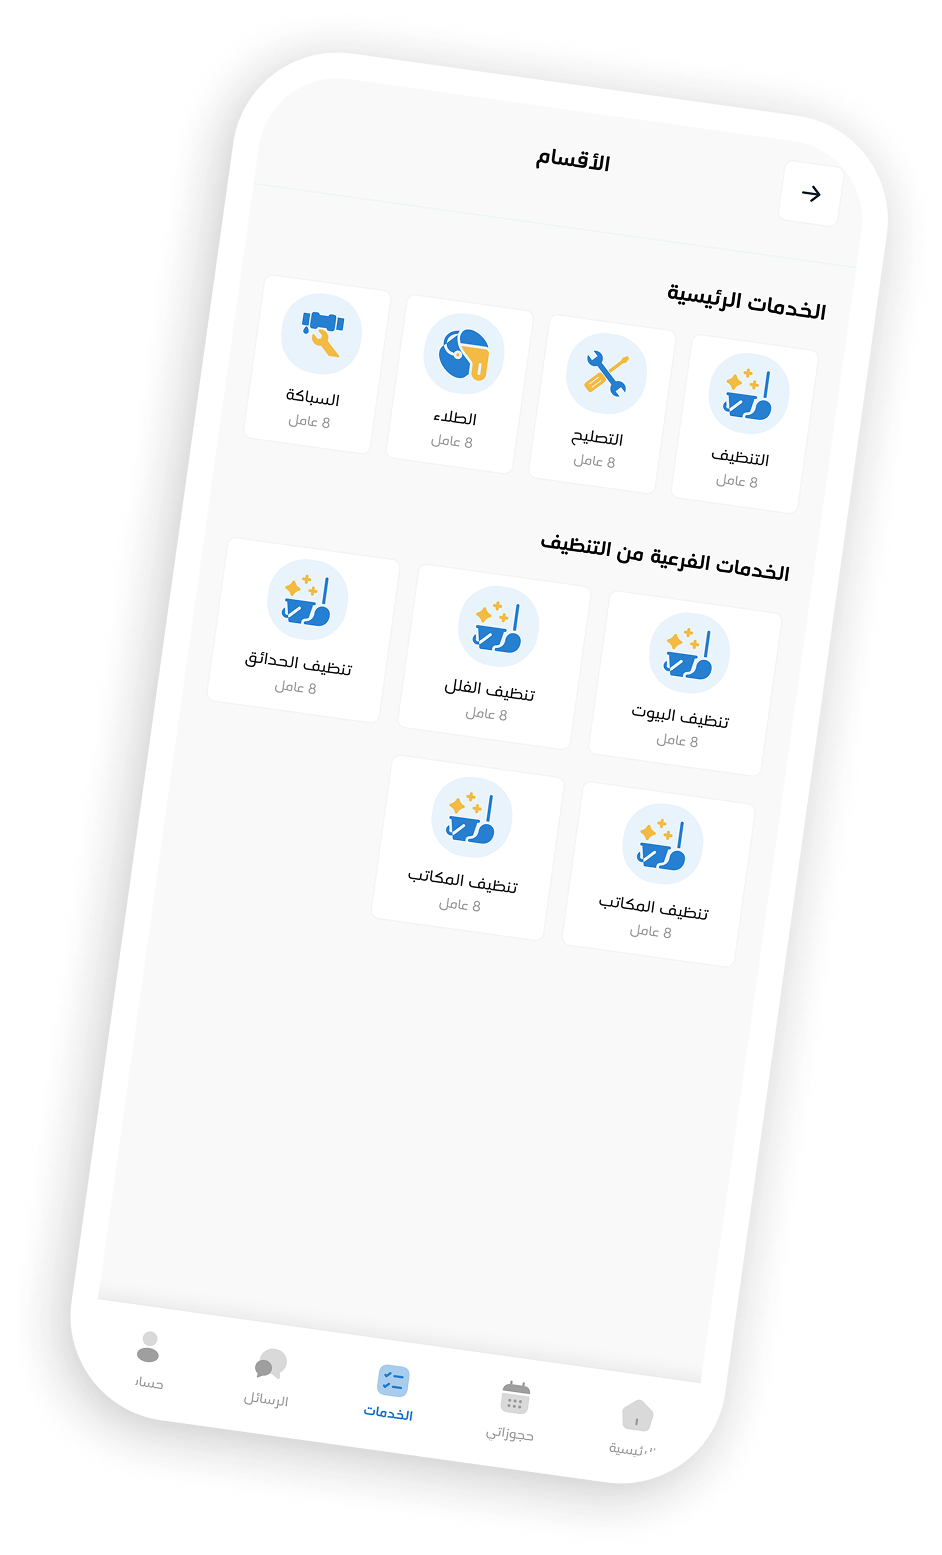 الأقسام
الخدمات الرئيسية
التنظيف
8 عامل
التصليح
8 عامل
الطلاء
8 عامل
السباكة
8 عامل
الخدمات الفرعية من التنظيف
تنظيف البيوت
8 عامل
تنظيف الفلل
8 عامل
تنظيف الحدائق
8 عامل
تنظيف المكاتب
8 عامل
تنظيف المكاتب
8 عامل
حجوزاتي
الخدمات
الرسائل